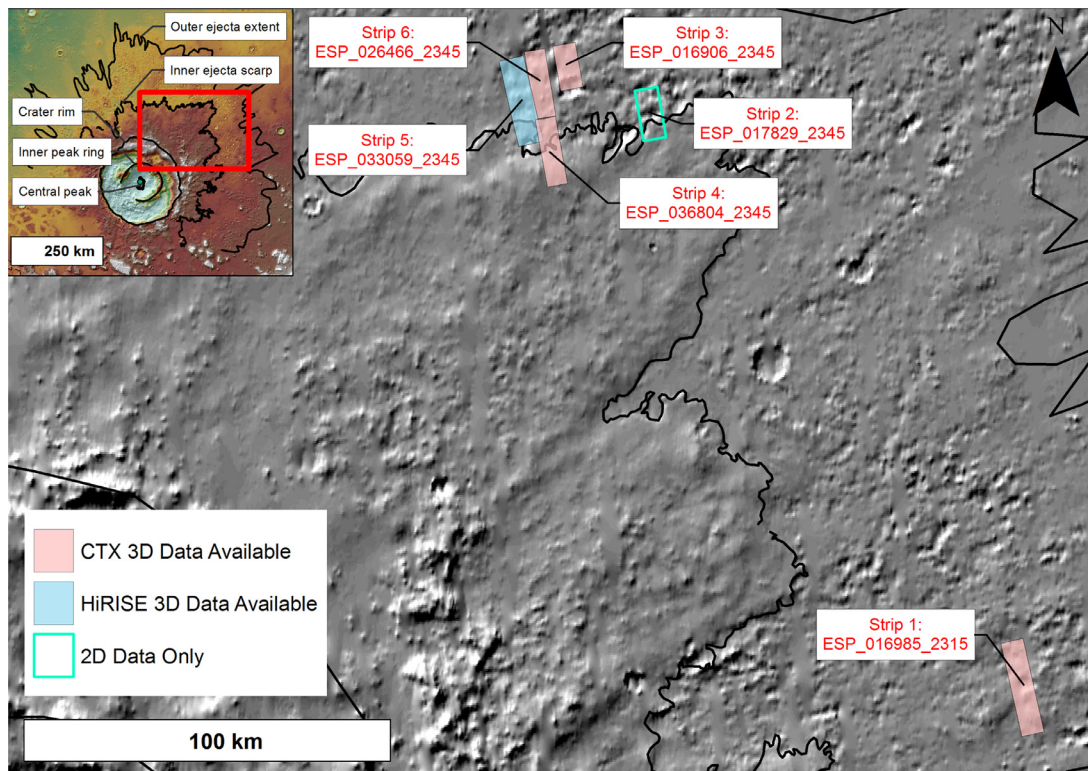 Outer ejecta extent
Inner ejecta scarp
Crater rim
Inner peak ring
Central peak
250 km
Strip 6:
ESP_026466_2345
Strip 3:
ESP_016906_2345
N
Strip 5:
ESP_033059_2345
Strip 2:
ESP_017829_2345
Strip 4:
ESP_036804_2345
CTX 3D Data Available
HiRISE 3D Data Available
2D Data Only
Strip 1:
ESP_016985_2315
100 km